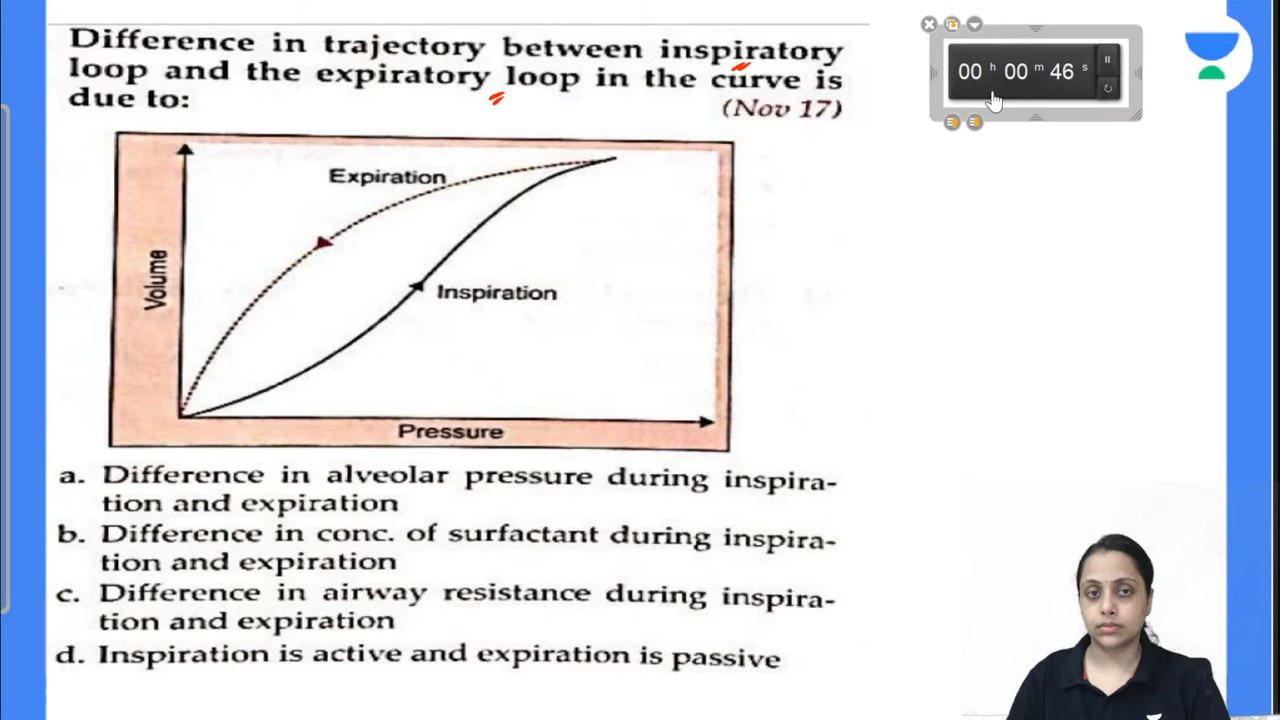 Difference in trajectory between inspiratory
loop and the expiratory loop in the curve is
due to:
(Nov 17)
00 h 00 m 46 s
Expiration
Volume
Inspiration
Pressure
a. Difference in alveolar pressure during inspira-
tion and expiration
b. Difference in conc. of surfactant during inspira-
tion and expiration
c. Difference in airway resistance during inspira-
tion and expiration
d. Inspiration is active and expiration is passive